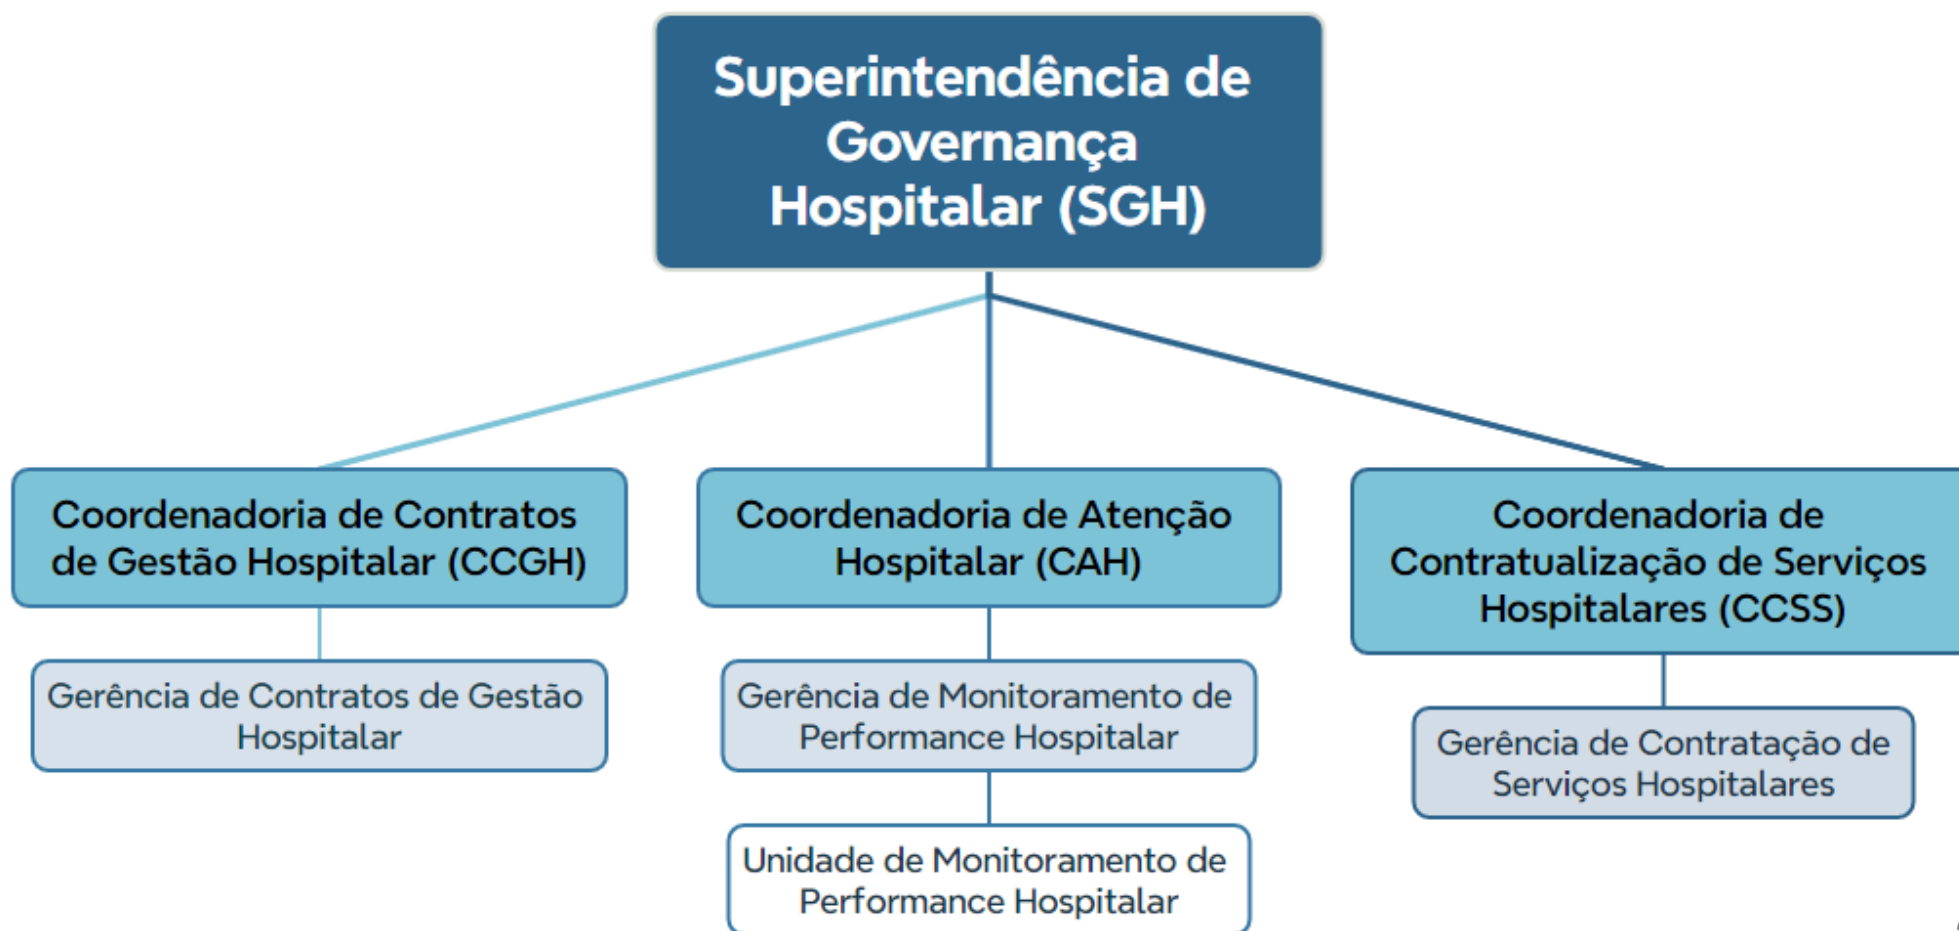 Superintendência de
Governança
Hospitalar (SGH)
Coordenadoria de Contratos
de Gestão Hospitalar (CCGH)
Gerência de Contratos de Gestão
Hospitalar
Coordenadoria de Atenção
Hospitalar (CAH)
Gerência de Monitoramento de
Performance Hospitalar
Unidade de Monitoramento de
Performance Hospitalar
Coordenadoria de
Contratualização de Serviços
Hospitalares (CCSS)
Gerência de Contratação de
Serviços Hospitalares